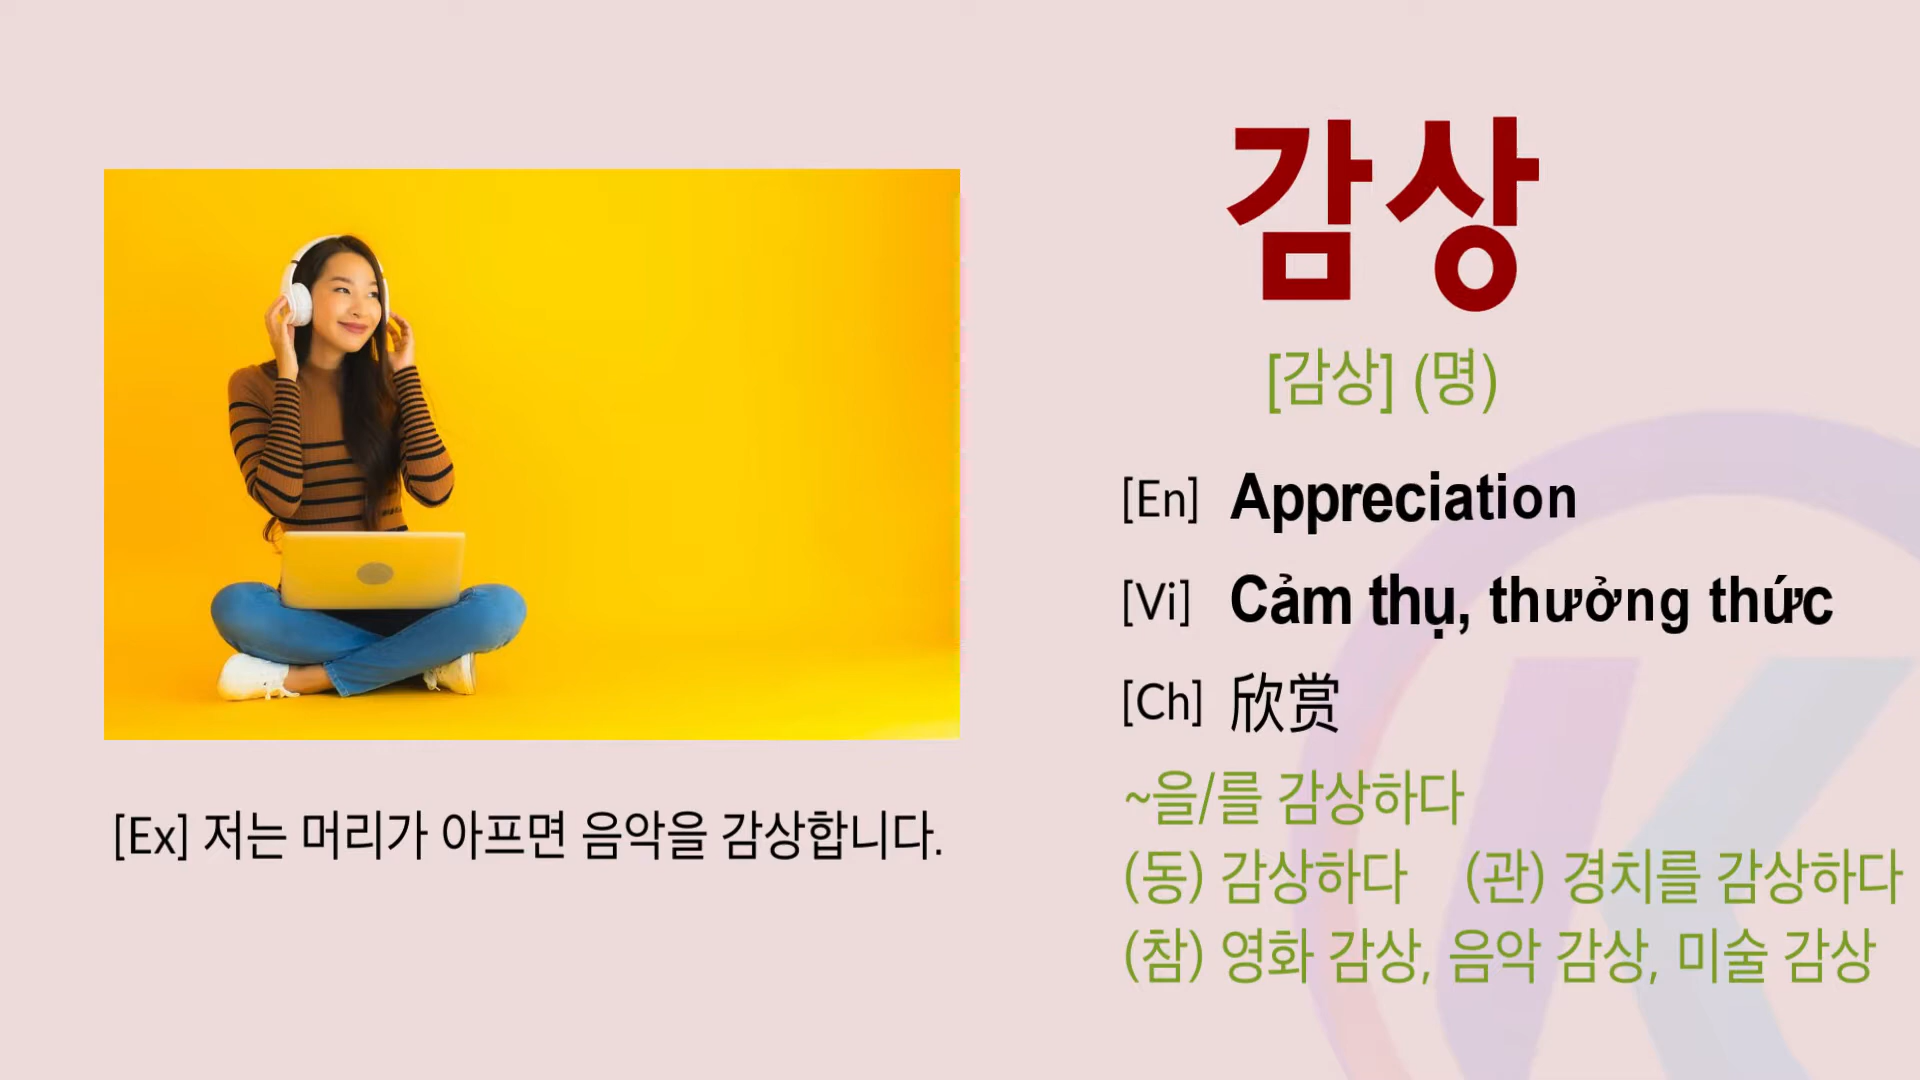 감상
[감상] (명)
[En] Appreciation
[Vi] Cảm thụ, thưởng thức
[Ch] 欣赏
~을/를 감상하다
(동) 감상하다 (관) 경치를 감상하다
(참) 영화 감상, 음악 감상, 미술 감상
[Ex] 저는 머리가 아프면 음악을 감상합니다.